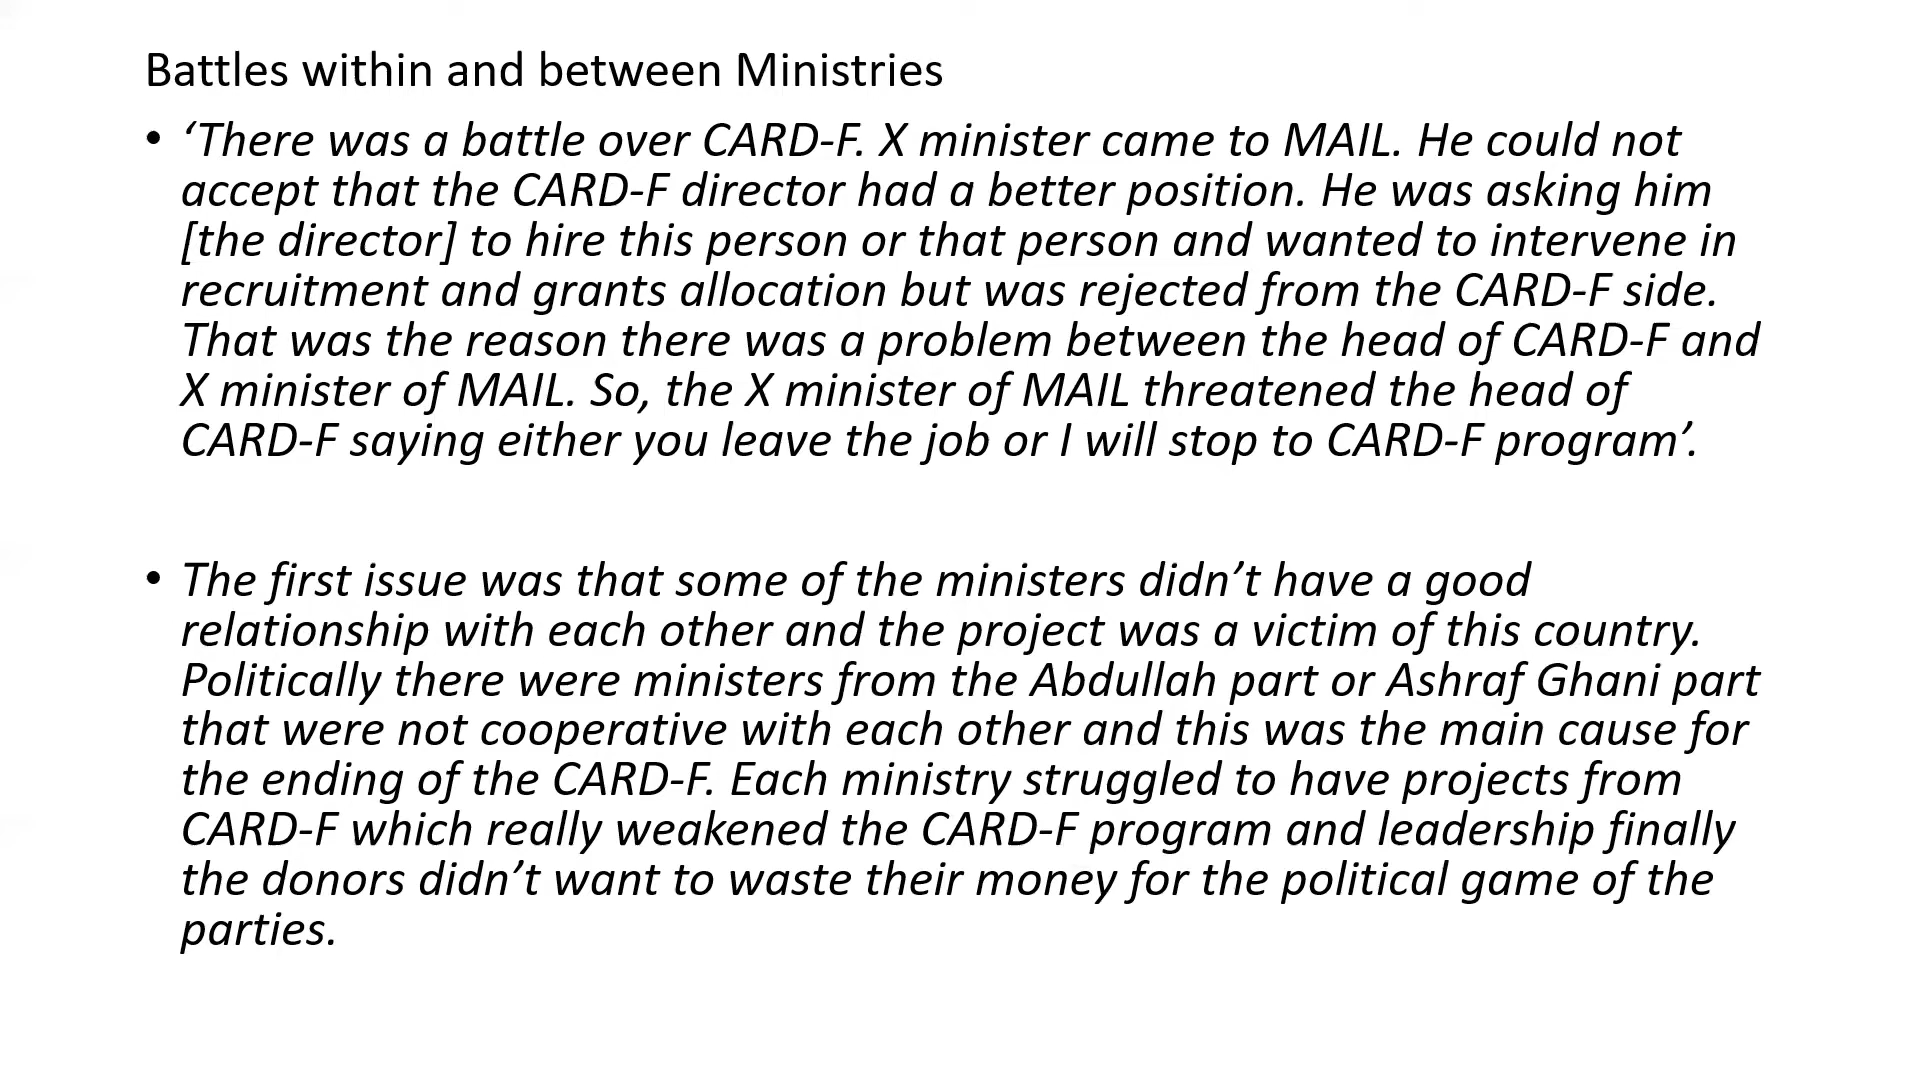 Battles within and between Ministries
• ‘There was a battle over CARD-F. X minister came to MAIL. He could not
accept that the CARD-F director had a better position. He was asking him
[the director] to hire this person or that person and wanted to intervene in
recruitment and grants allocation but was rejected from the CARD-F side.
That was the reason there was a problem between the head of CARD-F and
X minister of MAIL. So, the X minister of MAIL threatened the head of
CARD-F saying either you leave the job or I will stop to CARD-F program’.
• The first issue was that some of the ministers didn’t have a good
relationship with each other and the project was a victim of this country.
Politically there were ministers from the Abdullah part or Ashraf Ghani part
that were not cooperative with each other and this was the main cause for
the ending of the CARD-F. Each ministry struggled to have projects from
CARD-F which really weakened the CARD-F program and leadership finally
the donors didn’t want to waste their money for the political game of the
parties.